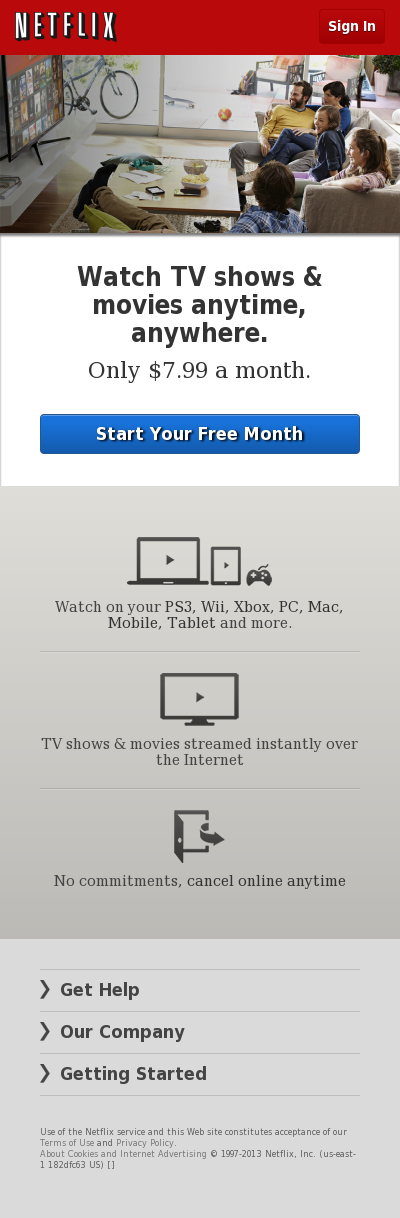 NETFLIX
Sign In
Watch TV shows &
movies anytime,
anywhere.
Only $7.99 a month.
Start Your Free Month
Watch on your PS3, Wii, Xbox, PC, Mac,
Mobile, Tablet and more.
TV shows & movies streamed instantly over
the Internet
No commitments, cancel online anytime
Get Help
Our Company
Getting Started
Use of the Netflix service and this Web site constitutes acceptance of our
Terms of Use and Privacy Policy.
About Cookies and Internet Advertising © 1997-2013 Netflix, Inc. (us-east-
1 182dfc63 US) []